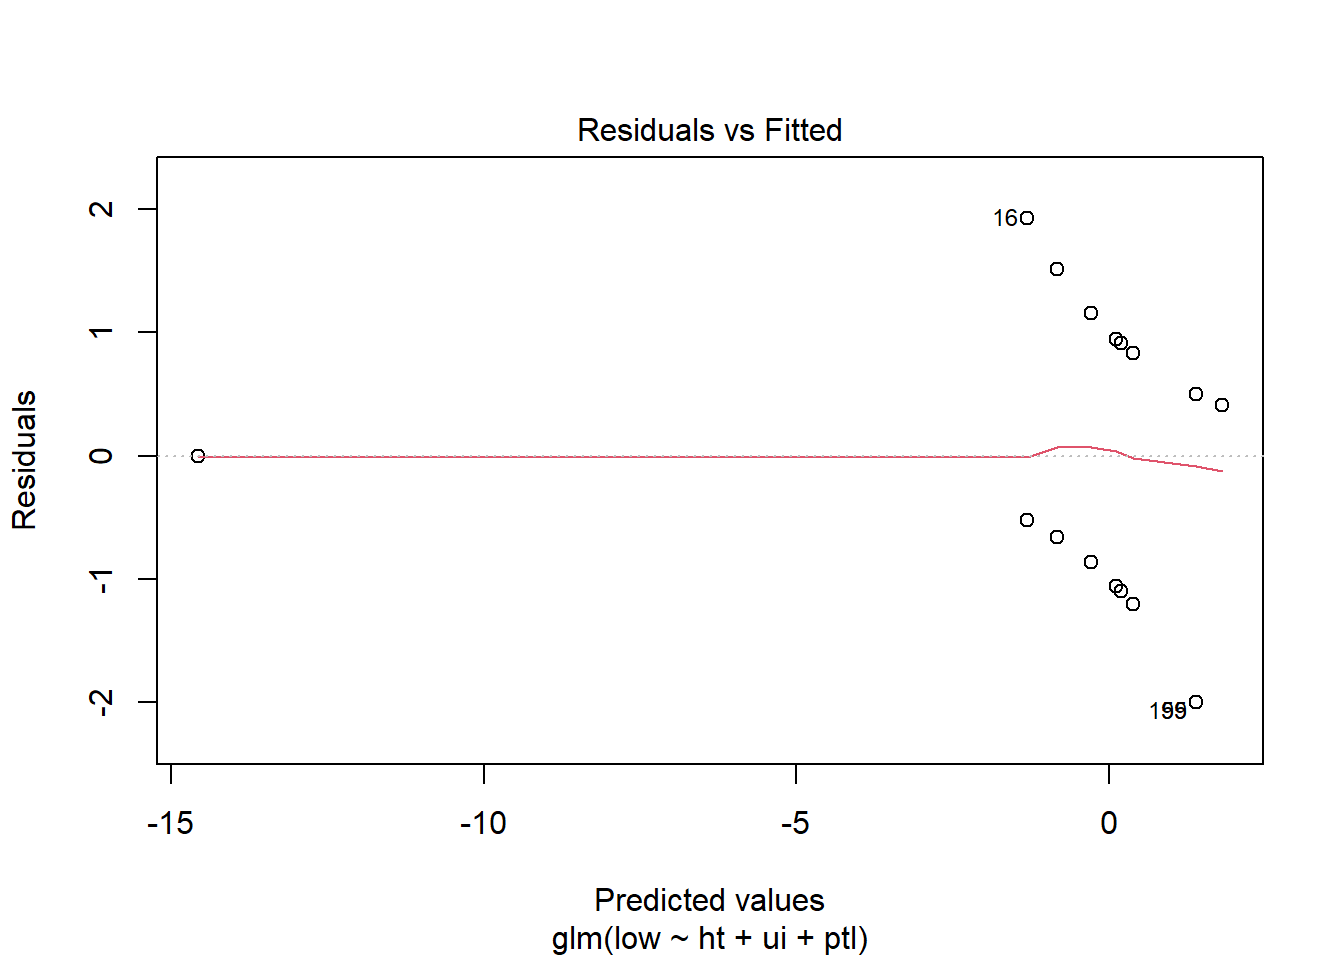 Residuals vs Fitted
Residuals
2
1
0
-1
-2
16
-15
-10
-5
0
Predicted values
glm(low ~ ht + ui + ptl)